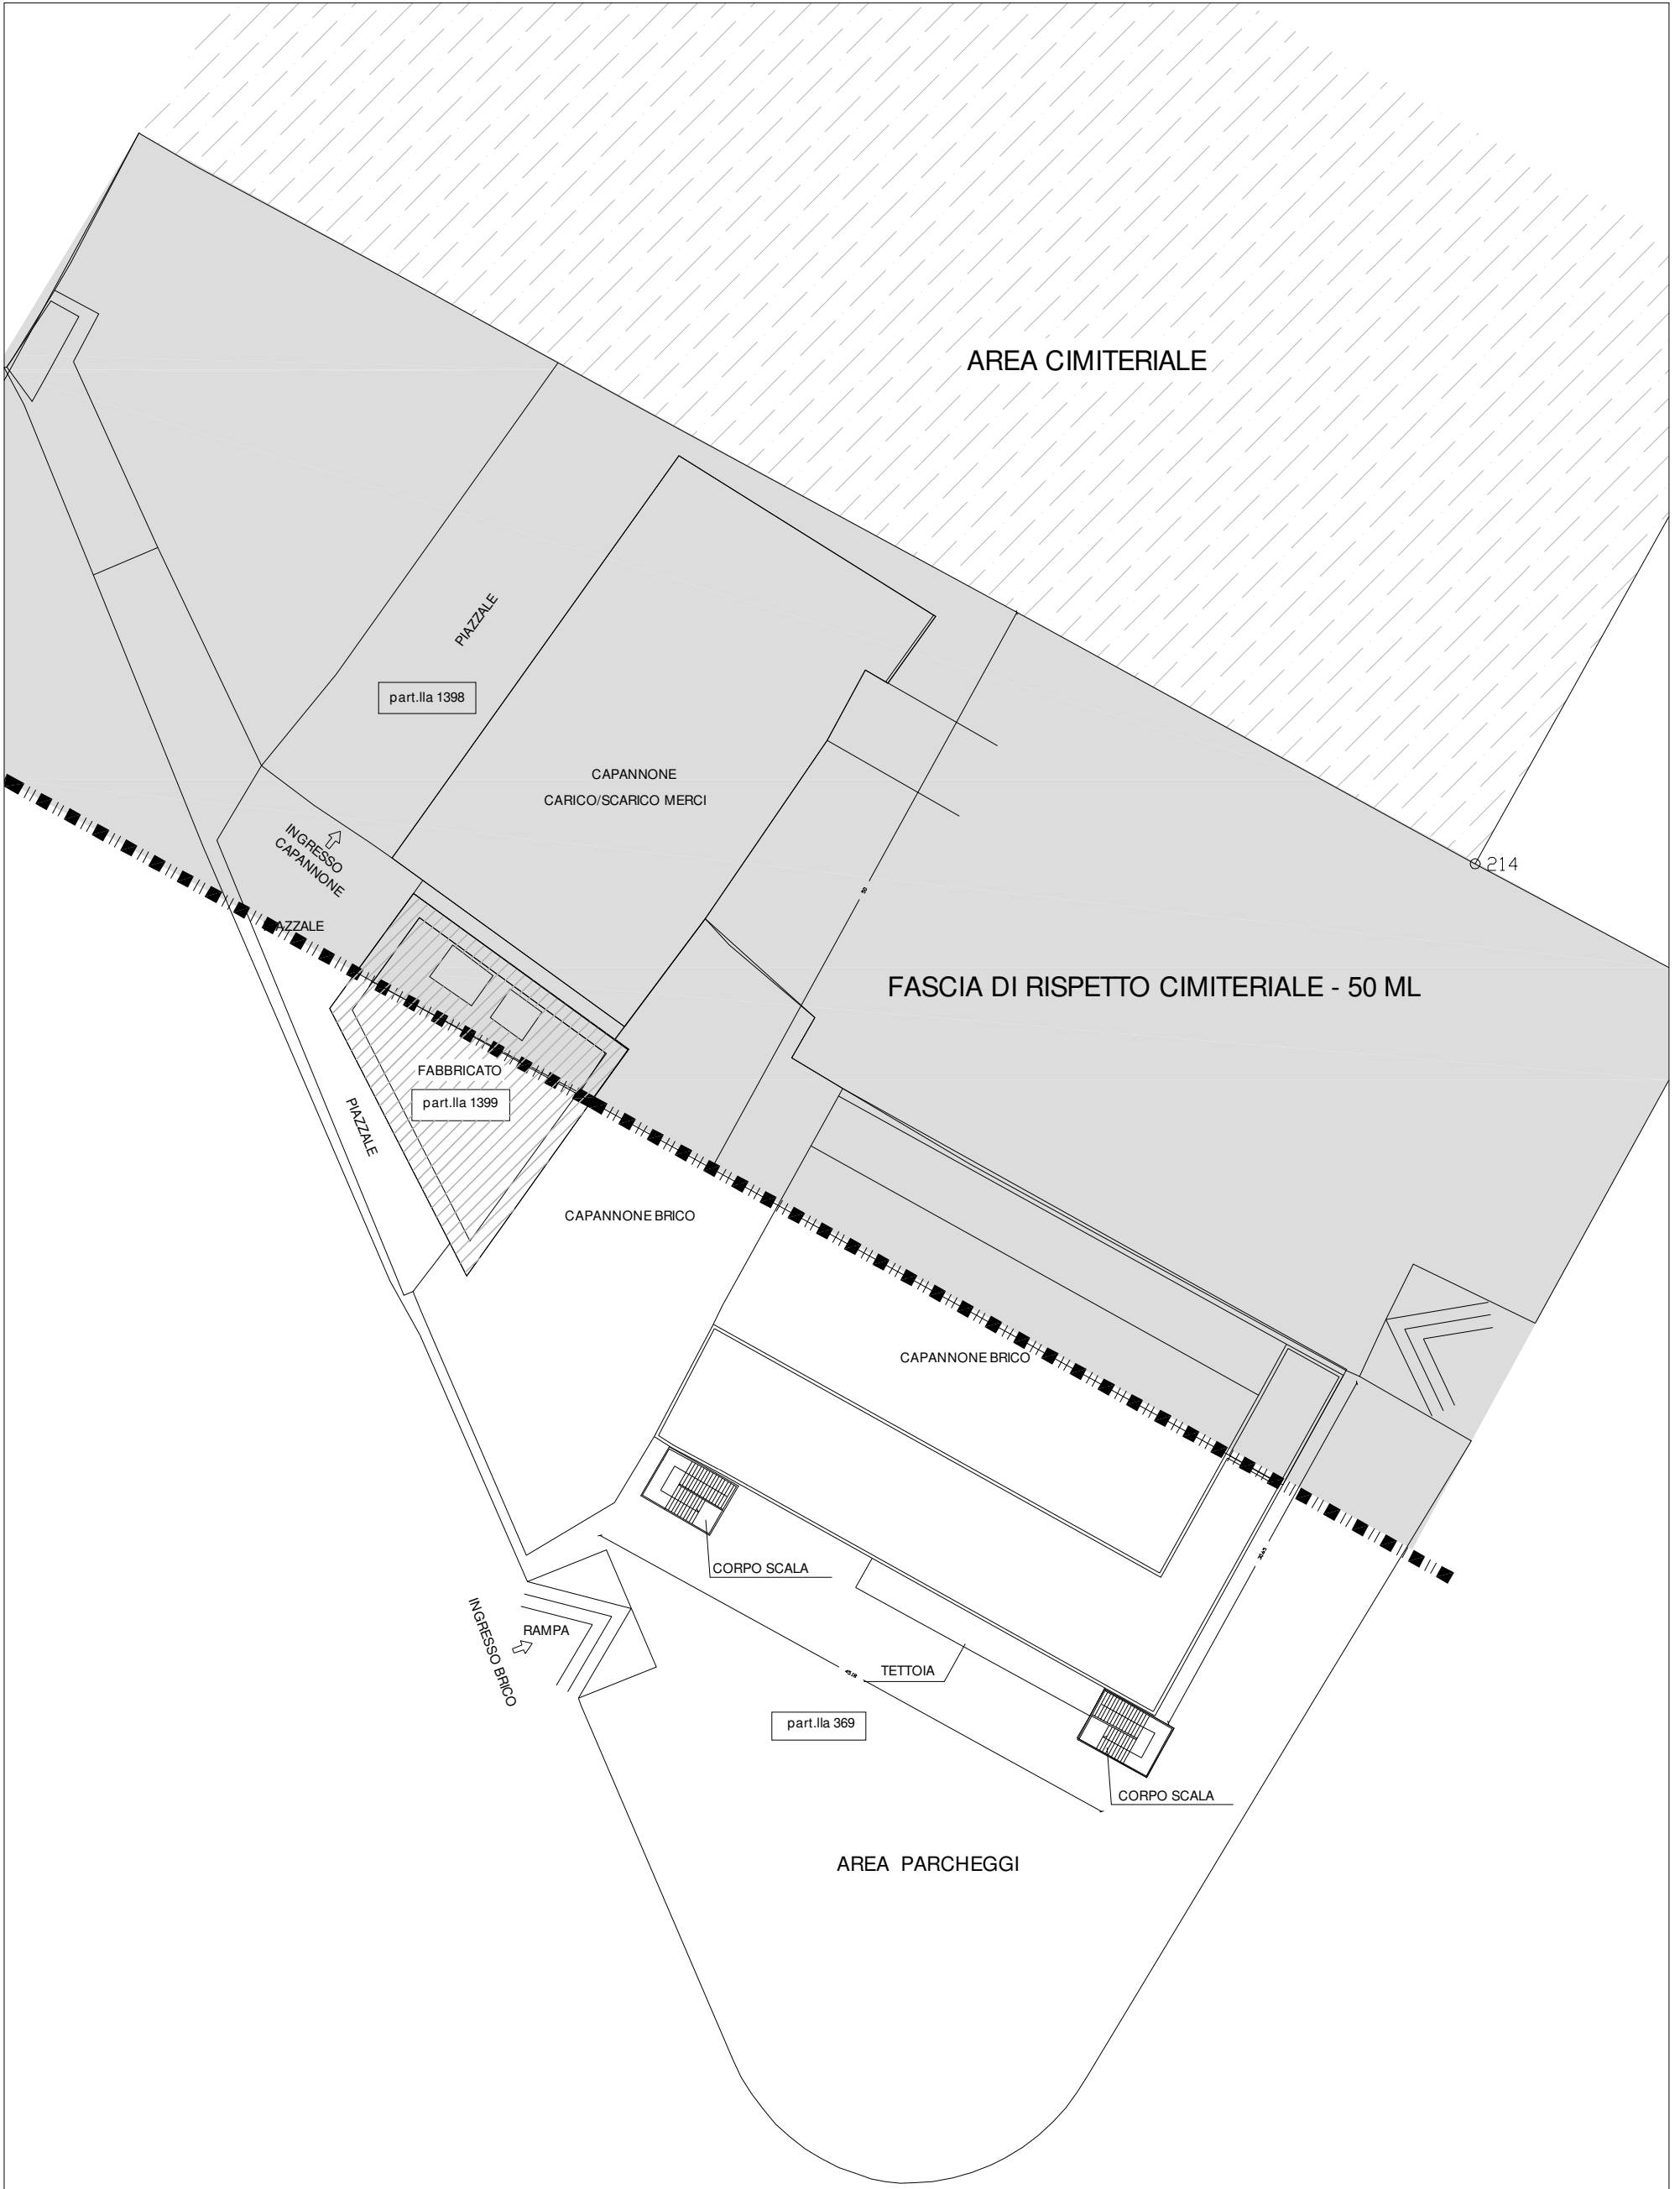 AREA CIMITERIALE
PIAZZALE
part.lla 1398
CAPANNONE
CARICO/SCARICO MERCI
INGRESSO
CAPANNONE
214
50
AZZALE
FASCIA DI RISPETTO CIMITERIALE - 50 ML
FABBRICATO
part.lla 1399
PIAZZALE
CAPANNONE BRICO
CAPANNONE BRICO
CORPO SCALA
INGRESSO BRICO
RAMPA
TETTOIA
part.lla 369
CORPO SCALA
AREA PARCHEGGI